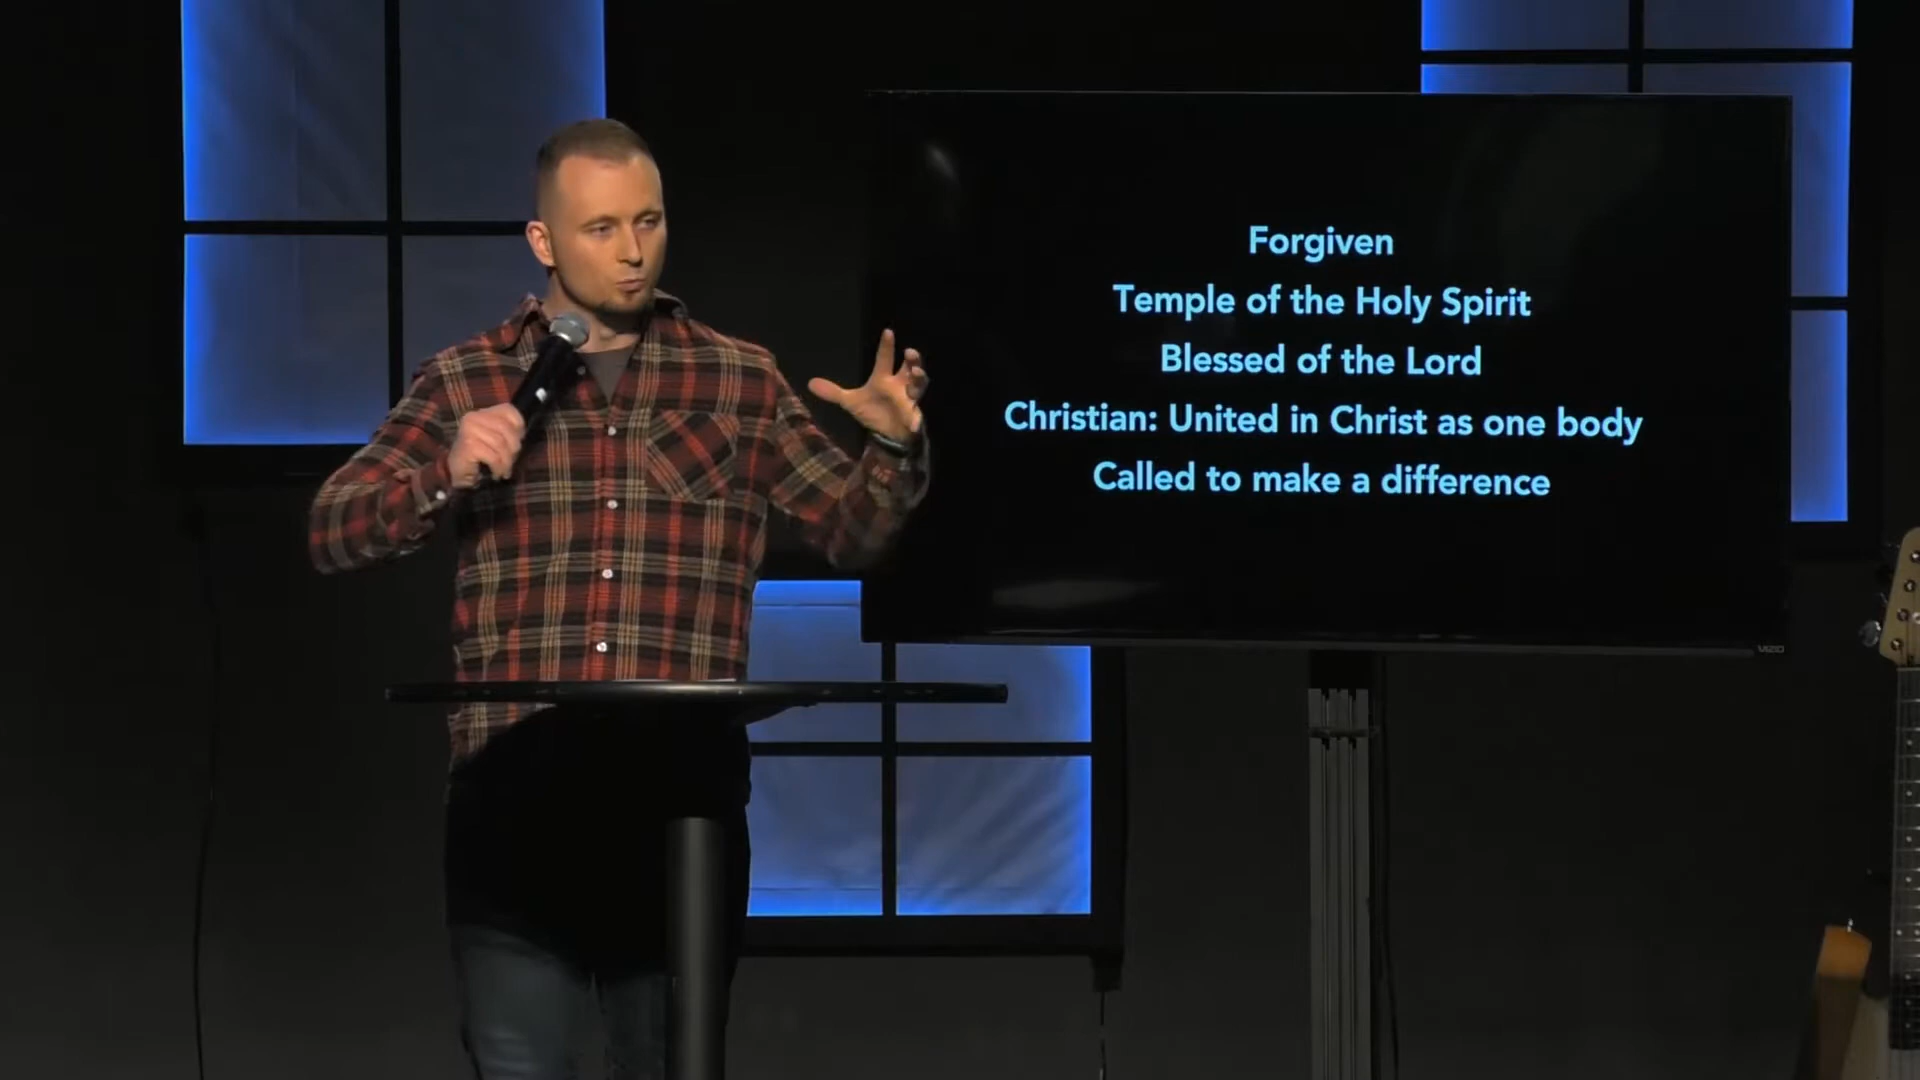 Forgiven
Temple of the Holy Spirit
Blessed of the Lord
Christian: United in Christ as one body
Called to make a difference
VIZIO